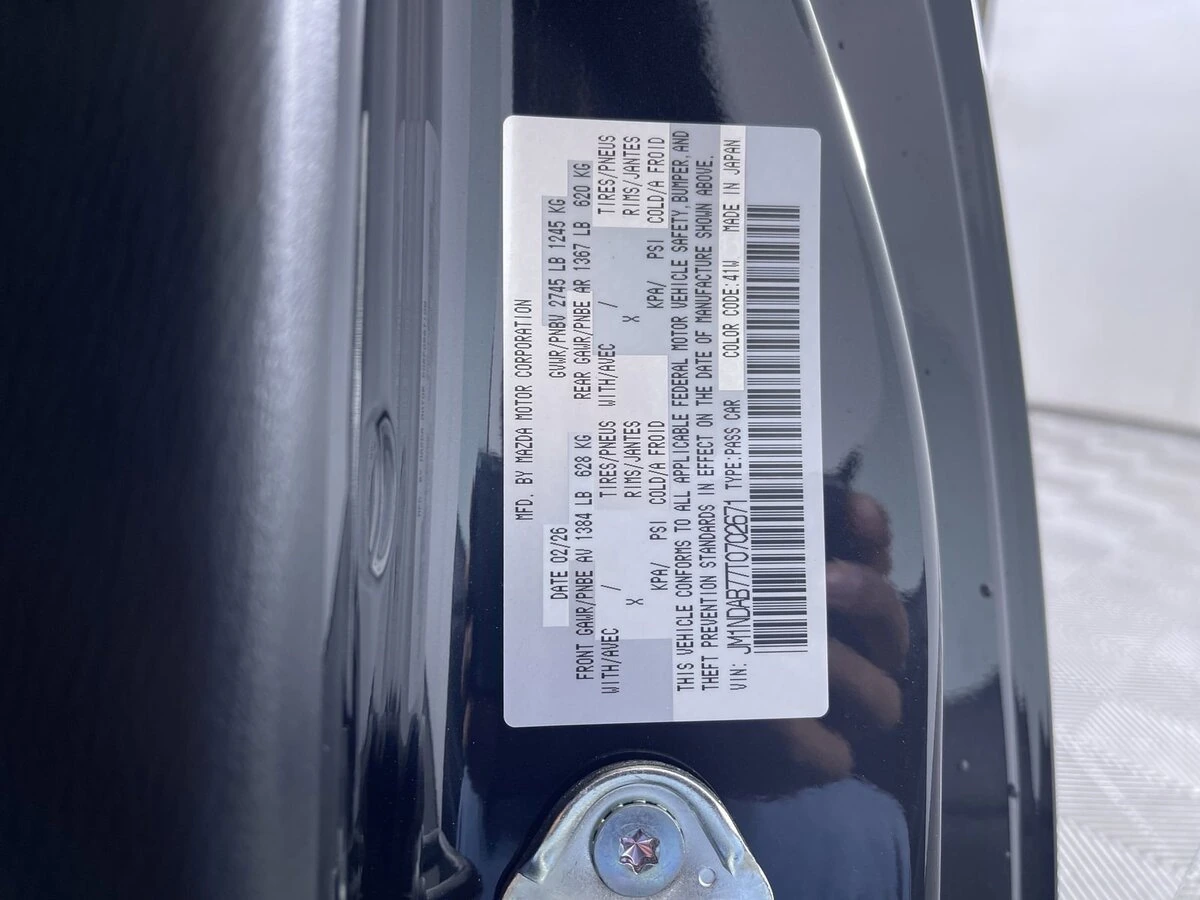 MFD. BY MAZDA MOTOR CORPORATION
DATE 02/26 GVWR/PNBV 2745 LB 1245 KG
FRONT GAWR/PNBE AV 1384 LB 628 KG REAR GAWR/PNBE AR 1367 LB 620 KG
WITH/AVEC / TIRES/PNEUS WITH/AVEC / TIRES/PNEUS
X RIMS/JANTES X RIMS/JANTES
KPA/ PSI COLD/A FROID KPA/ PSI COLD/A FROID
THIS VEHICLE CONFORMS TO ALL APPLICABLE FEDERAL MOTOR VEHICLE SAFETY, BUMPER, AND
THEFT PREVENTION STANDARDS IN EFFECT ON THE DATE OF MANUFACTURE SHOWN ABOVE.
VIN: JM1NDAB77T0702671 TYPE:PASS CAR COLOR CODE:41W MADE IN JAPAN